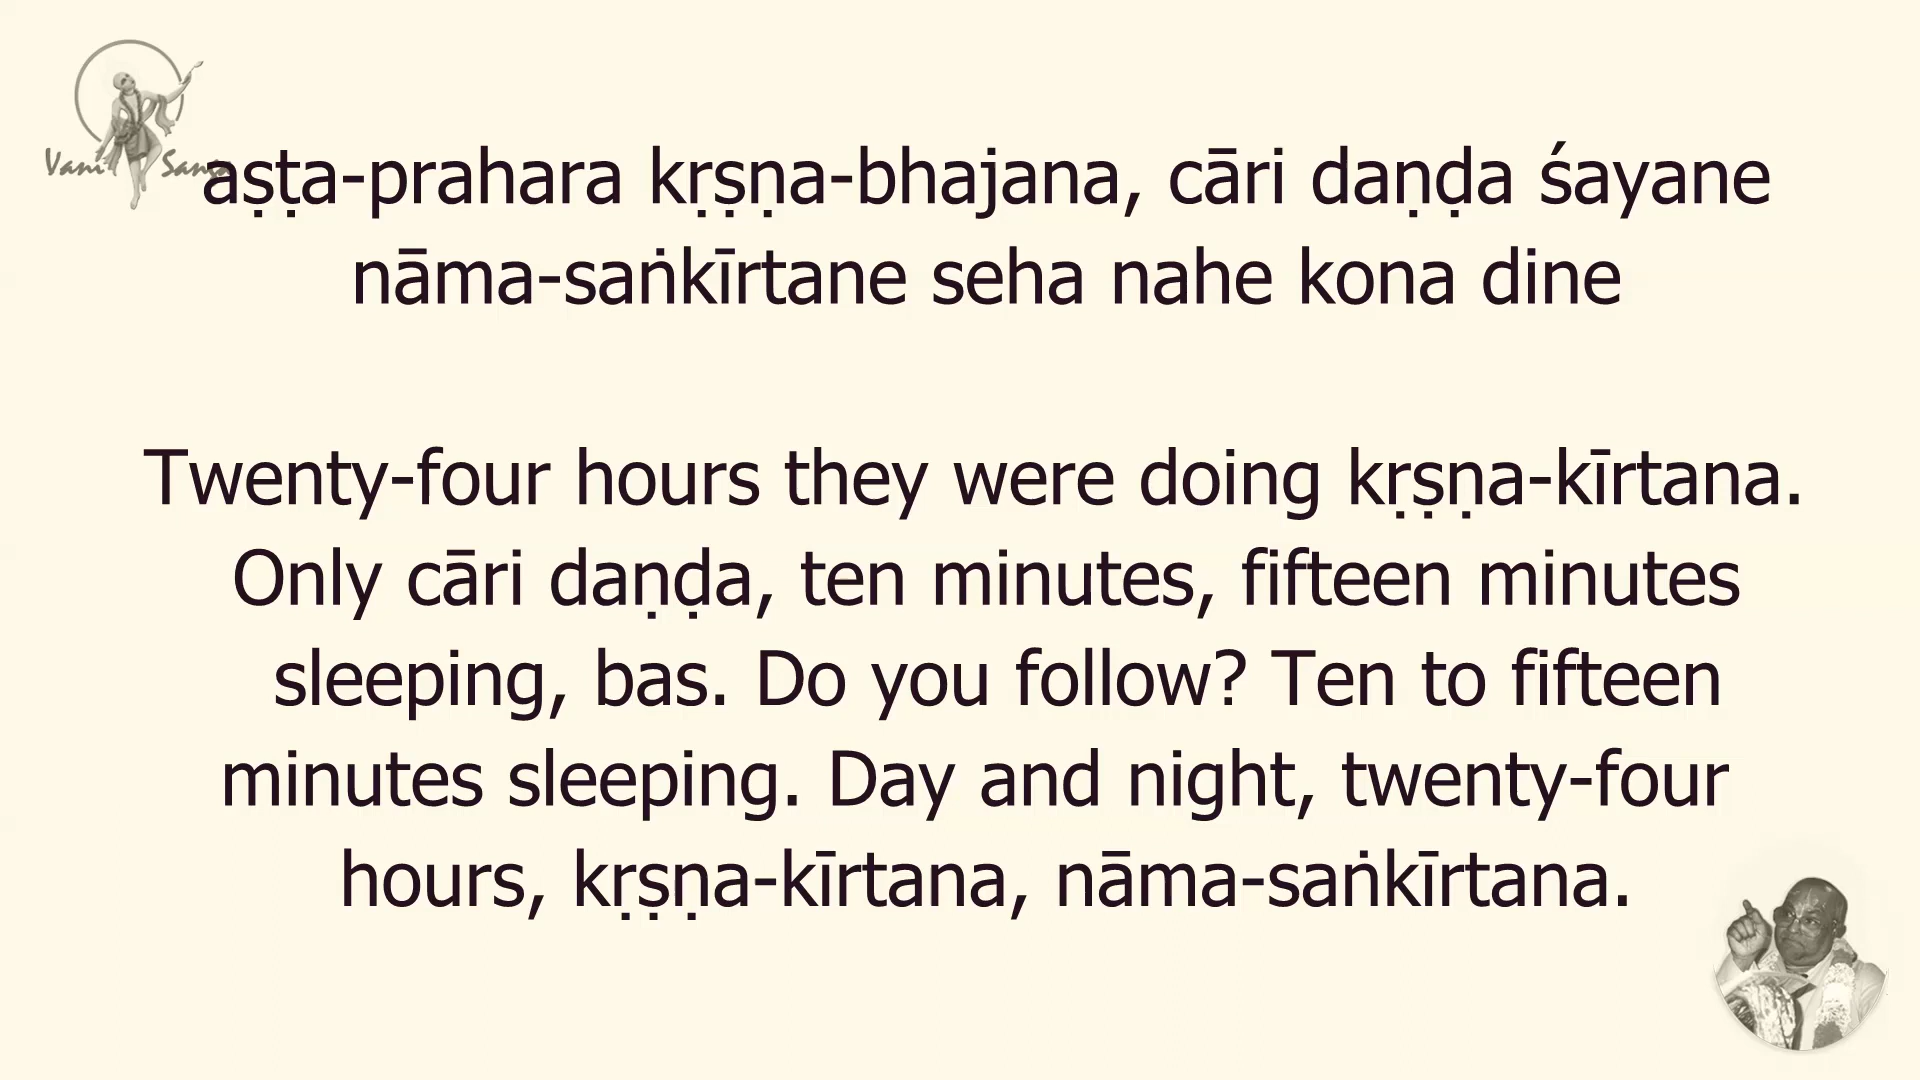 Vani Sanga
aṣṭa-prahara kṛṣṇa-bhajana, cāri daṇḍa śayane
nāma-saṅkīrtane seha nahe kona dine
Twenty-four hours they were doing kṛṣṇa-kīrtana.
Only cāri daṇḍa, ten minutes, fifteen minutes
sleeping, bas. Do you follow? Ten to fifteen
minutes sleeping. Day and night, twenty-four
hours, kṛṣṇa-kīrtana, nāma-saṅkīrtana.